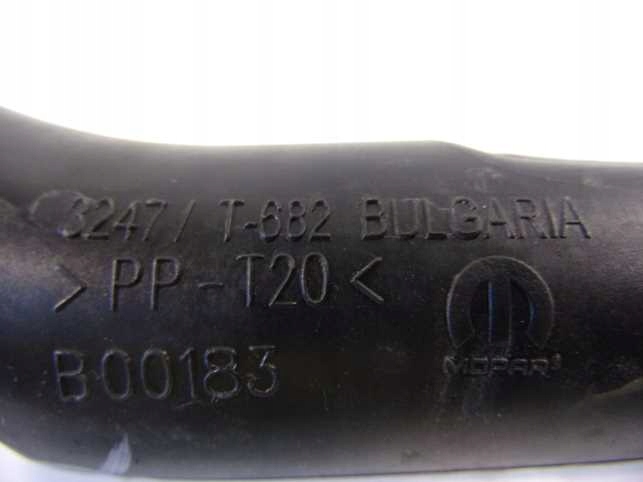 3247/ T-682 BULGARIA
>PP-T20<
B00183
MOPAR®